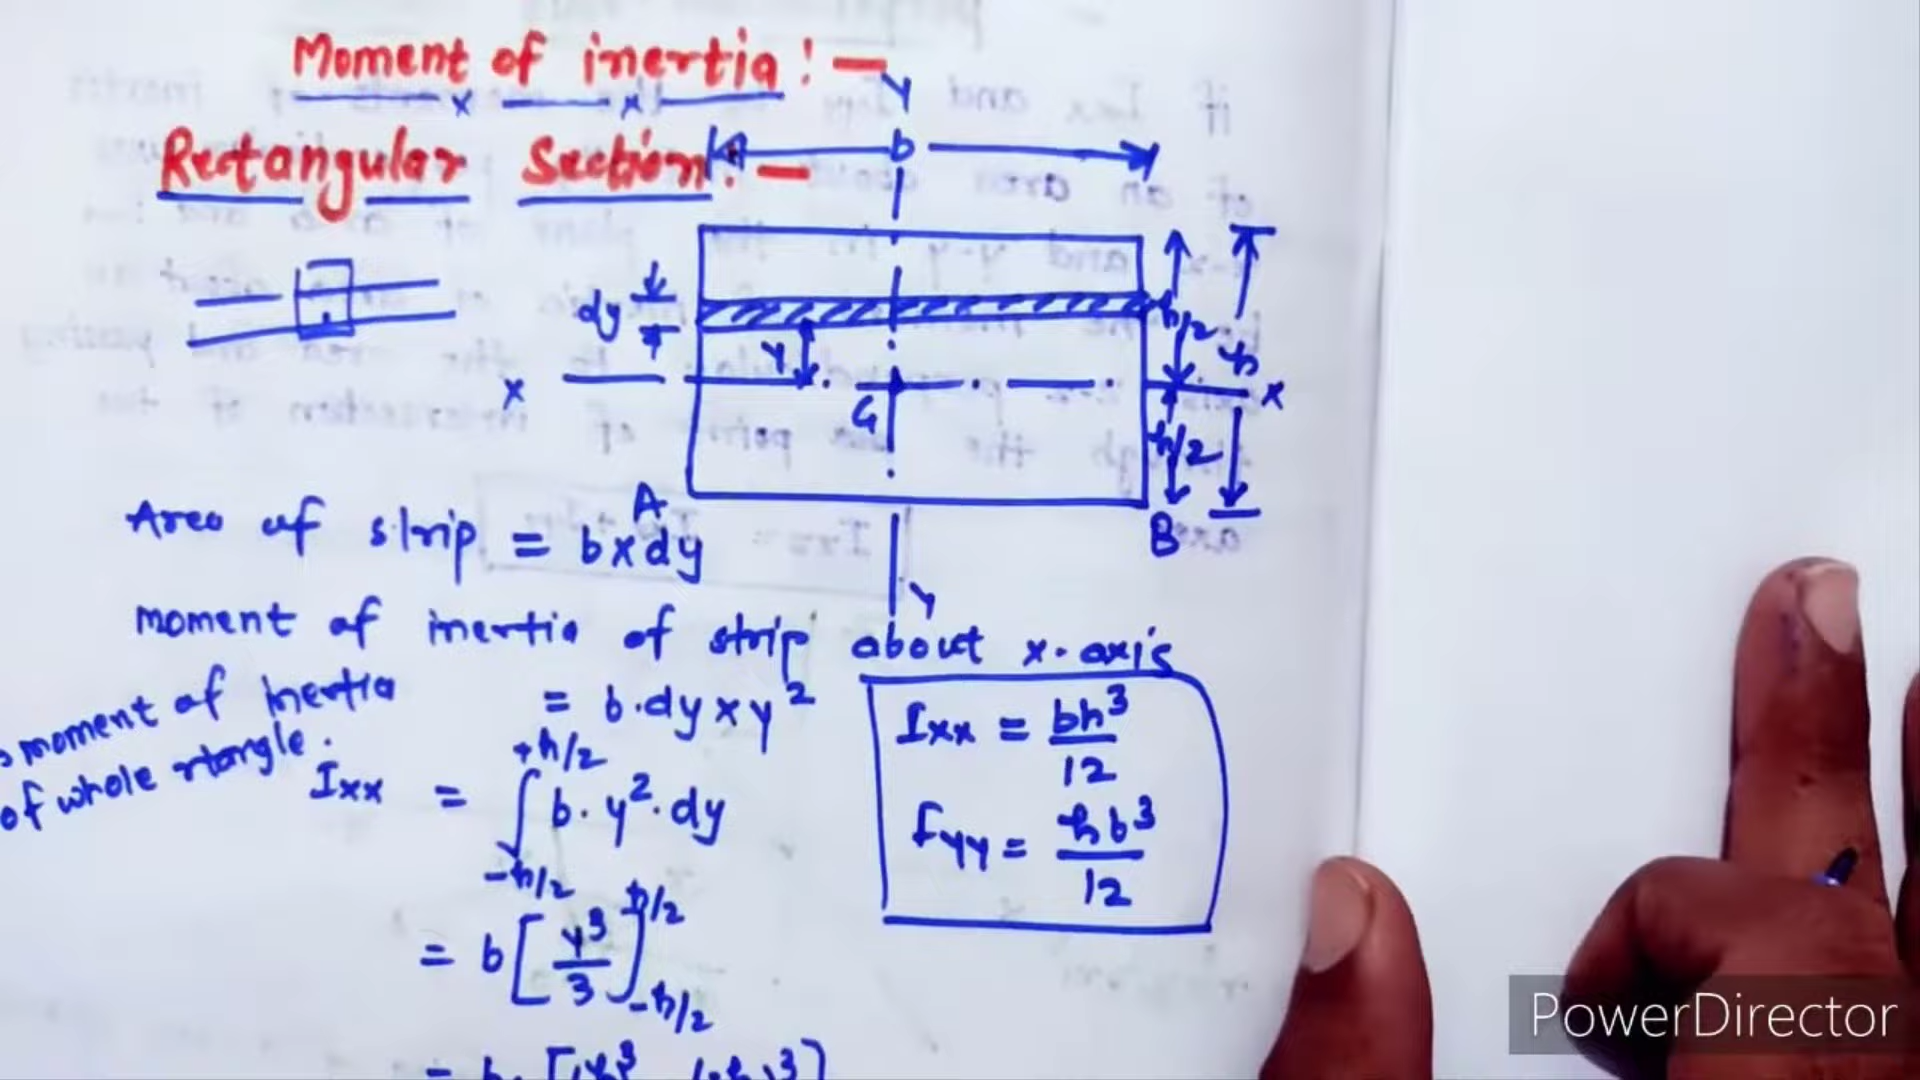 Moment of inertia :-
Rectangular Section :-
Y
b
dy
h/2
h
Y
X
X
G
h/2
A
B
Y
Area of strip = b x dy
moment of inertia of strip about x-axis
= b·dy x y²
moment of inertia
of whole rtangle.
Ixx = ∫ b·y²·dy
+h/2
-h/2
= b [y³/3]
h/2
-h/2
Ixx = bh³/12
Iyy = hb³/12
PowerDirector